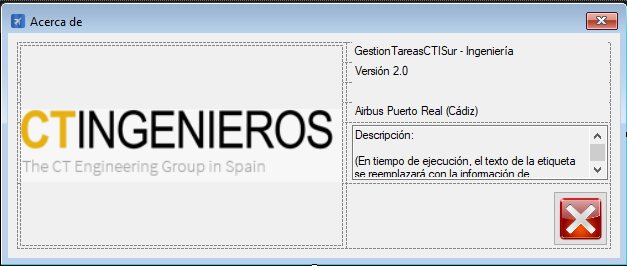 Acerca de
GestionTareasCTISur - Ingeniería
Versión 2.0
Airbus Puerto Real (Cádiz)
CTINGENIEROS
The CT Engineering Group in Spain
Descripción:
(En tiempo de ejecución, el texto de la etiqueta
se reemplazará con la información de